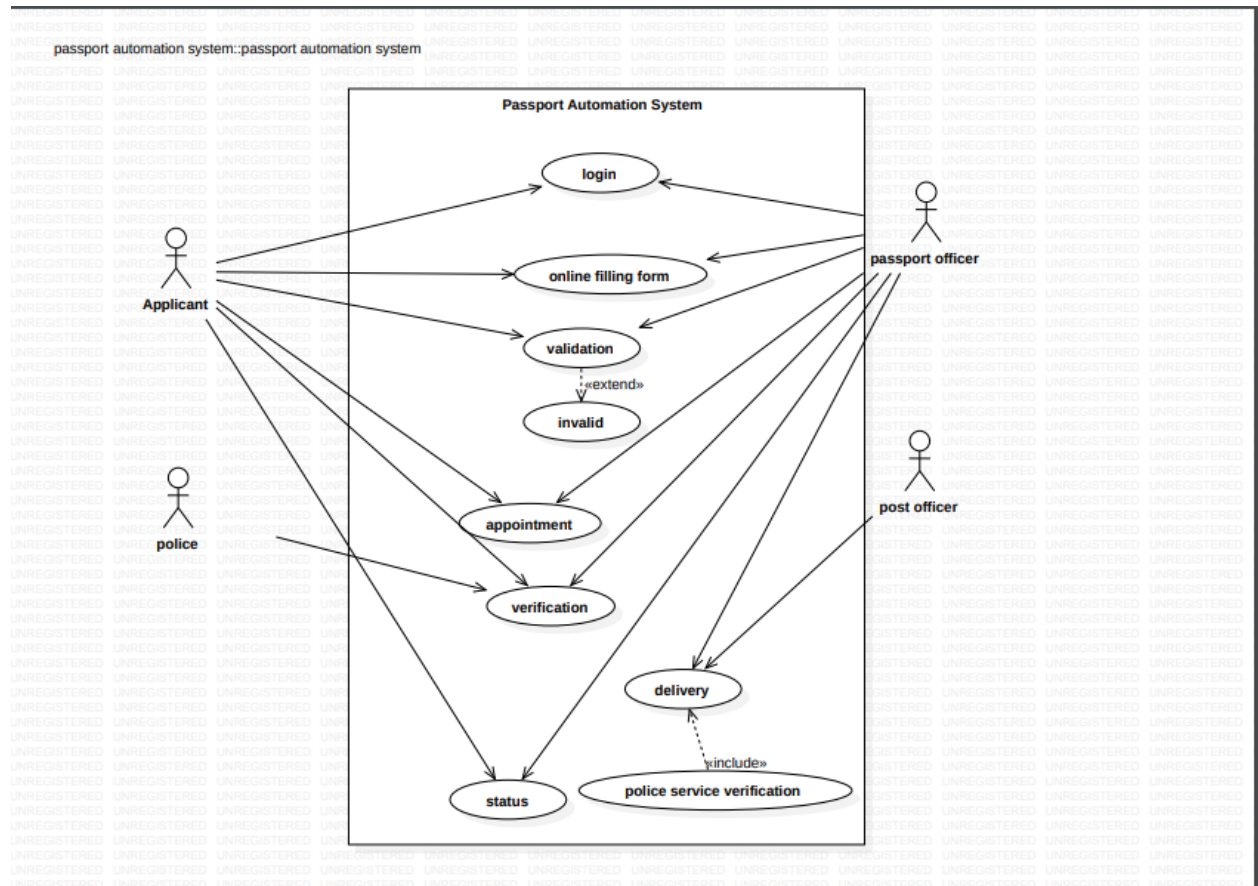 passport automation system::passport automation system
Passport Automation System
login
passport officer
online filling form
Applicant
validation
«extend»
invalid
post officer
appointment
police
verification
delivery
«include»
police service verification
status
UNREGISTERED